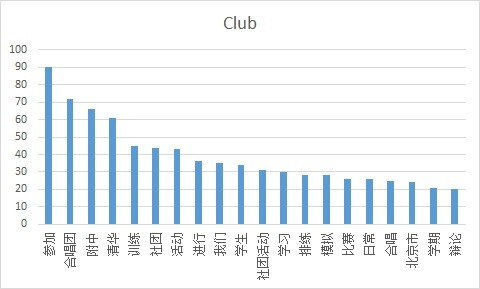 Club
100
90
80
70
60
50
40
30
20
10
0
参加
合唱团
附中
清华
训练
社团
活动
进行
我们
学生
社团活动
学习
排练
模拟
比赛
日常
合唱
北京市
学期
辩论